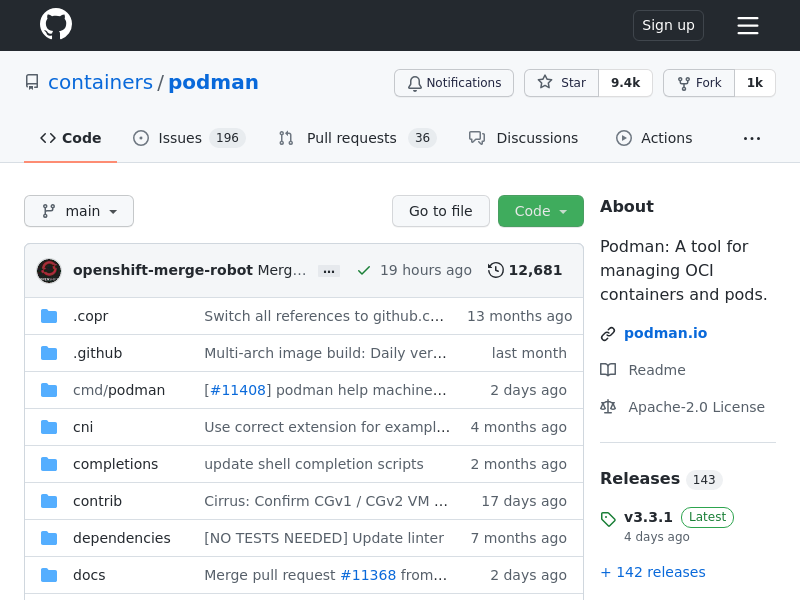 Sign up
containers / podman
Notifications
Star 9.4k
Fork 1k
Code
Issues 196
Pull requests 36
Discussions
Actions
main
Go to file
Code
openshift-merge-robot Merg… … 19 hours ago 12,681
.copr Switch all references to github.c… 13 months ago
.github Multi-arch image build: Daily ver… last month
cmd/podman [#11408] podman help machine… 2 days ago
cni Use correct extension for exampl… 4 months ago
completions update shell completion scripts 2 months ago
contrib Cirrus: Confirm CGv1 / CGv2 VM … 17 days ago
dependencies [NO TESTS NEEDED] Update linter 7 months ago
docs Merge pull request #11368 from… 2 days ago
About
Podman: A tool for
managing OCI
containers and pods.
podman.io
Readme
Apache-2.0 License
Releases 143
v3.3.1 Latest
4 days ago
+ 142 releases